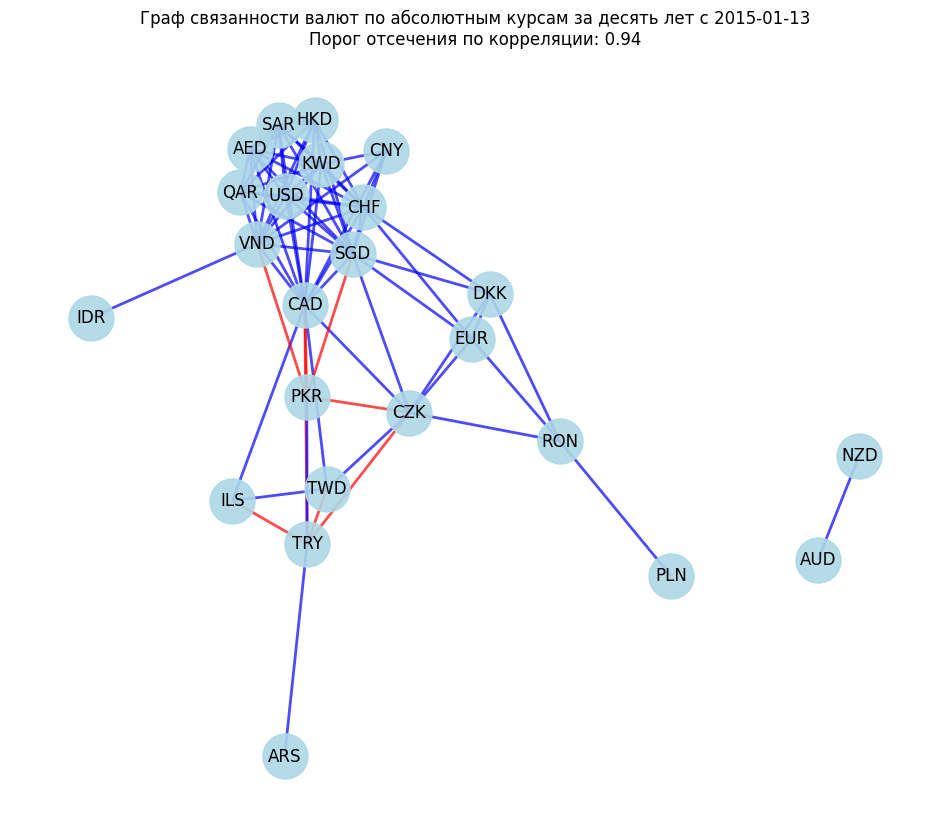 Граф связанности валют по абсолютным курсам за десять лет с 2015-01-13
Порог отсечения по корреляции: 0.94
HKD
SAR
AED
CNY
KWD
QAR
USD
CHF
VND
SGD
DKK
CAD
IDR
EUR
PKR
CZK
RON
NZD
TWD
ILS
TRY
AUD
PLN
ARS